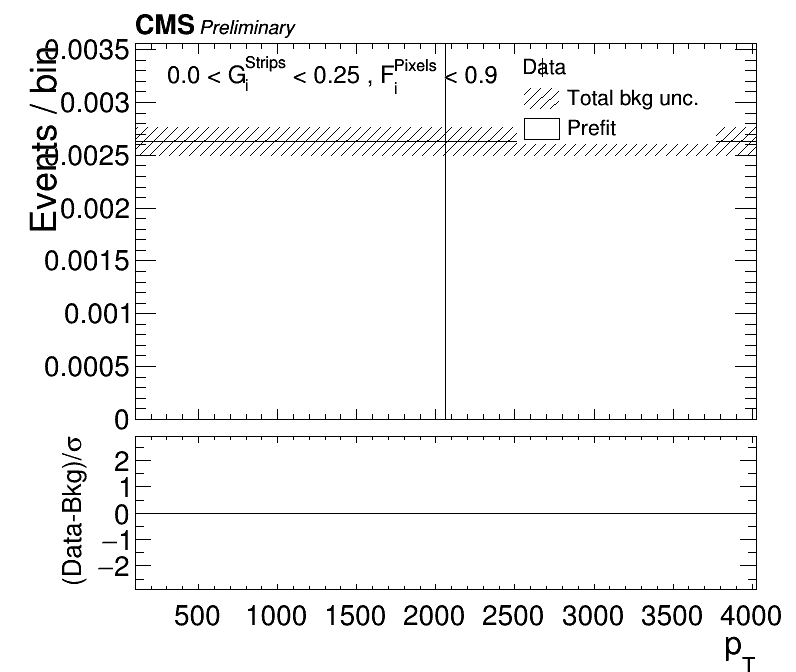 CMS Preliminary
0.0 < G_i^Strips < 0.25 , F_i^Pixels < 0.9
Data
Total bkg unc.
Prefit
Events / bin
0.0035
0.003
0.0025
0.002
0.0015
0.001
0.0005
0
(Data-Bkg)/σ
2
1
0
−1
−2
500 1000 1500 2000 2500 3000 3500 4000
p_T